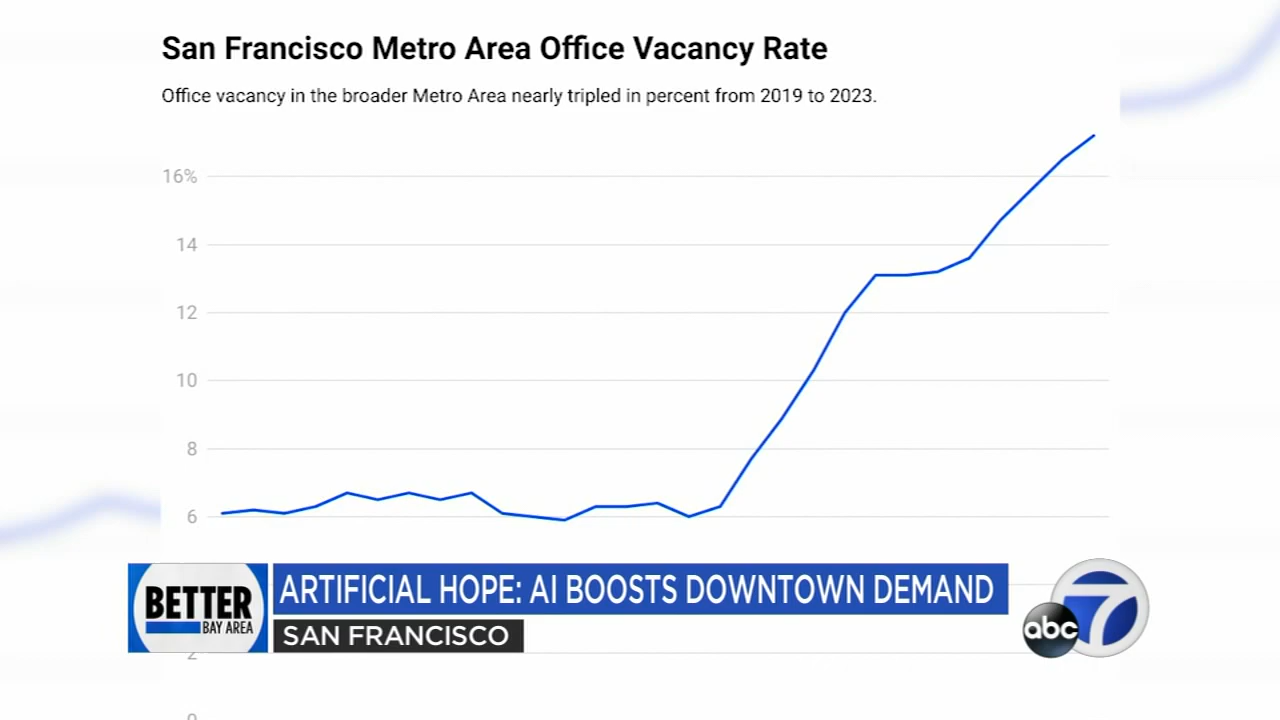 San Francisco Metro Area Office Vacancy Rate
Office vacancy in the broader Metro Area nearly tripled in percent from 2019 to 2023.
16%
14
12
10
8
6
ARTIFICIAL HOPE: AI BOOSTS DOWNTOWN DEMAND
BETTER
BAY AREA
SAN FRANCISCO
abc 7
2